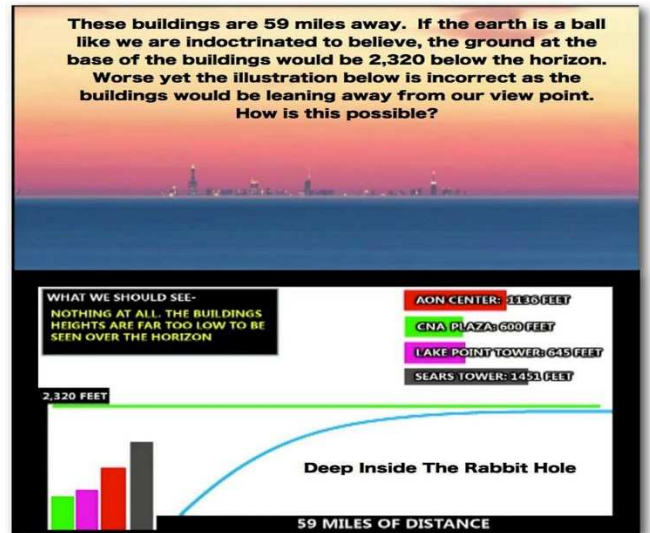 These buildings are 59 miles away.  If the earth is a ball
like we are indoctrinated to believe, the ground at the
base of the buildings would be 2,320 below the horizon.
Worse yet the illustration below is incorrect as the
buildings would be leaning away from our view point.
How is this possible?
WHAT WE SHOULD SEE-
NOTHING AT ALL. THE BUILDINGS
HEIGHTS ARE FAR TOO LOW TO BE
SEEN OVER THE HORIZON
AON CENTER: 1136 FEET
CNA PLAZA: 600 FEET
LAKE POINT TOWER: 645 FEET
SEARS TOWER: 1451 FEET
2,320 FEET
Deep Inside The Rabbit Hole
59 MILES OF DISTANCE